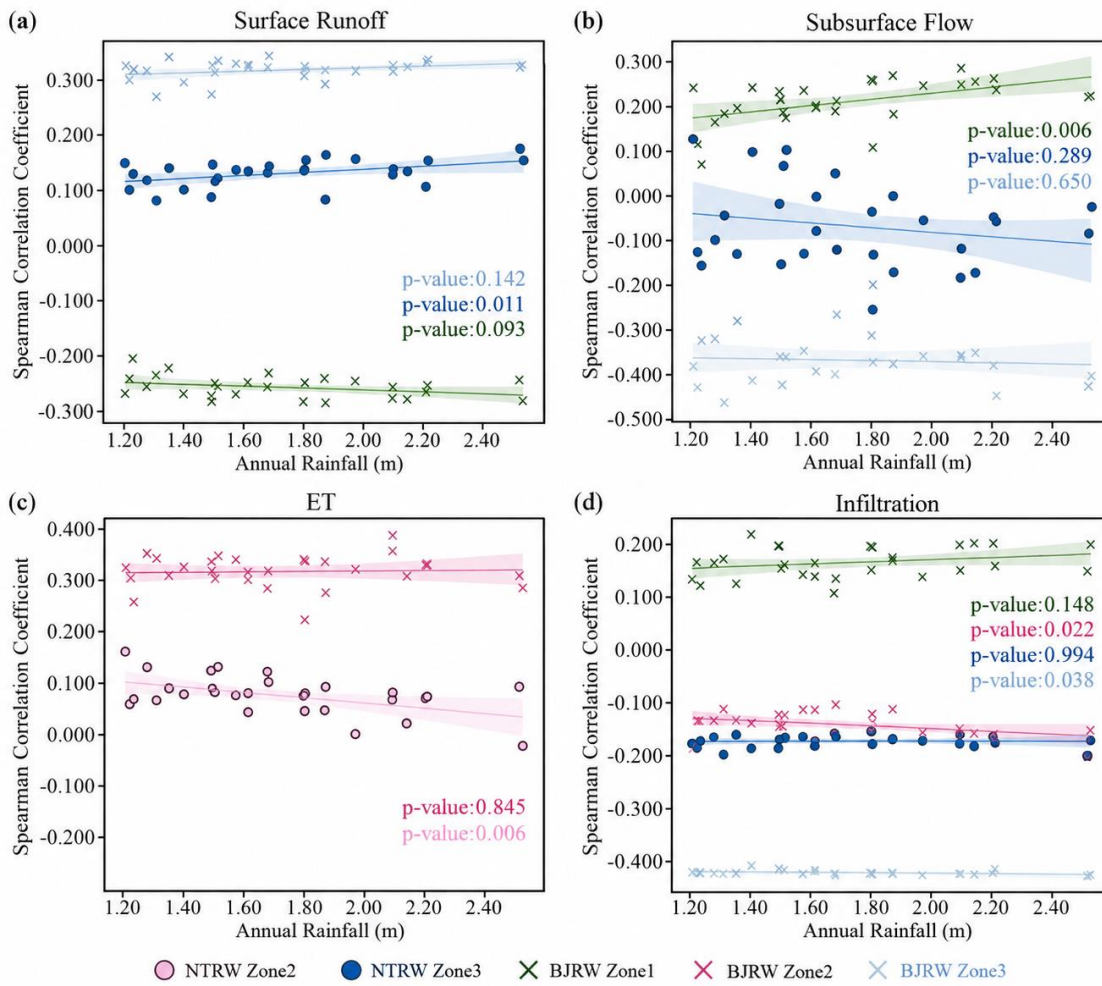 (a) Surface Runoff
Spearman Correlation Coefficient
0.300
0.200
0.100
0.000
-0.100
-0.200
-0.300
p-value:0.142
p-value:0.011
p-value:0.093
1.20 1.40 1.60 1.80 2.00 2.20 2.40
Annual Rainfall (m)
(b) Subsurface Flow
Spearman Correlation Coefficient
0.300
0.200
0.100
0.000
-0.100
-0.200
-0.300
-0.400
-0.500
p-value:0.006
p-value:0.289
p-value:0.650
1.20 1.40 1.60 1.80 2.00 2.20 2.40
Annual Rainfall (m)
(c) ET
Spearman Correlation Coefficient
0.400
0.300
0.200
0.100
0.000
-0.100
-0.200
p-value:0.845
p-value:0.006
1.20 1.40 1.60 1.80 2.00 2.20 2.40
Annual Rainfall (m)
(d) Infiltration
Spearman Correlation Coefficient
0.200
0.100
0.000
-0.100
-0.200
-0.300
-0.400
p-value:0.148
p-value:0.022
p-value:0.994
p-value:0.038
1.20 1.40 1.60 1.80 2.00 2.20 2.40
Annual Rainfall (m)
NTRW Zone2 NTRW Zone3 BJRW Zone1 BJRW Zone2 BJRW Zone3